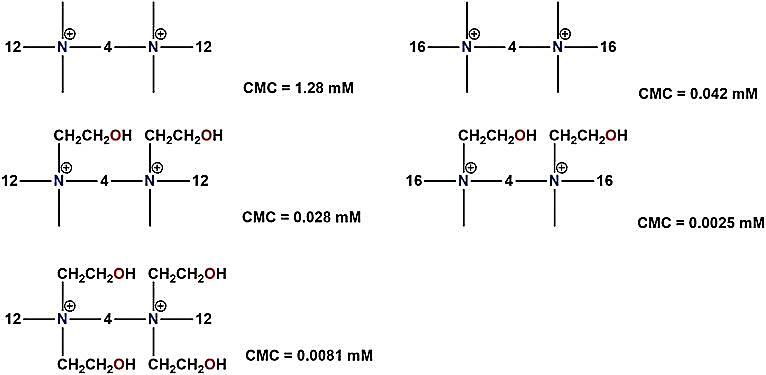 12 N⊕ 4 N⊕ 12
CMC = 1.28 mM
16 N⊕ 4 N⊕ 16
CMC = 0.042 mM
CH₂CH₂OH CH₂CH₂OH
12 N⊕ 4 N⊕ 12
CMC = 0.028 mM
CH₂CH₂OH CH₂CH₂OH
16 N⊕ 4 N⊕ 16
CMC = 0.0025 mM
CH₂CH₂OH CH₂CH₂OH
12 N⊕ 4 N⊕ 12
CH₂CH₂OH CH₂CH₂OH
CMC = 0.0081 mM